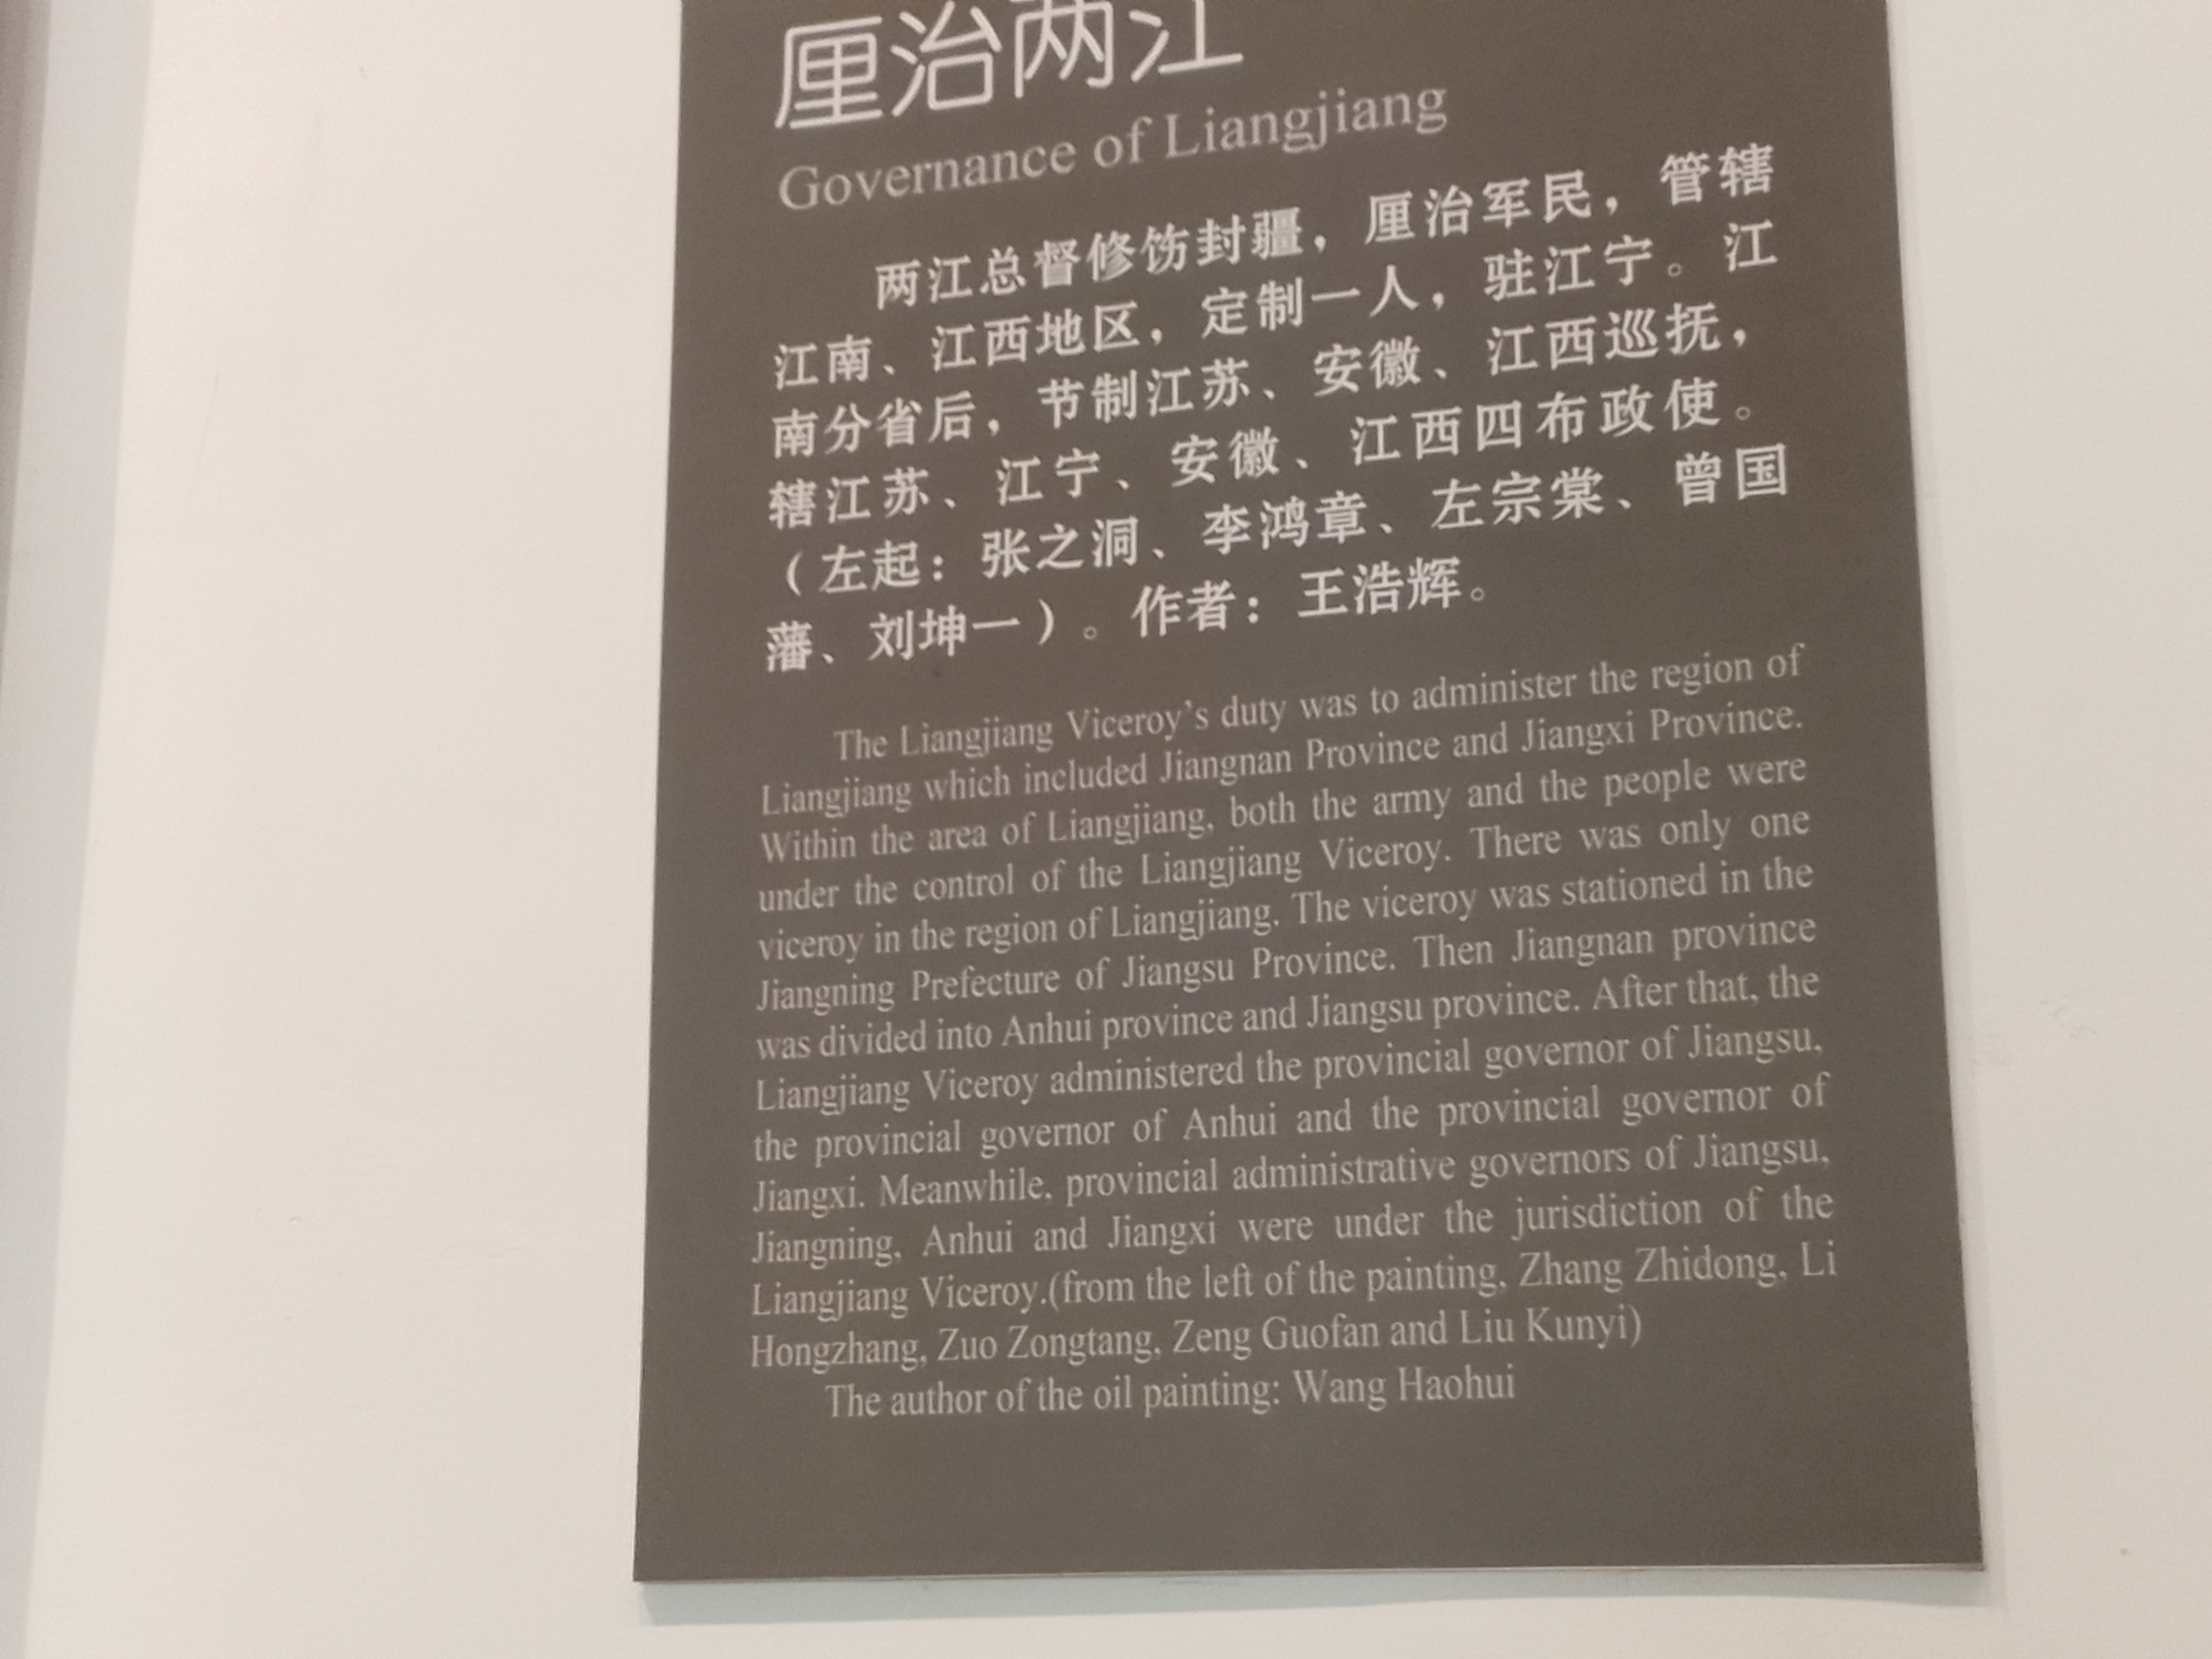 厘治两江
Governance of Liangjiang
两江总督修饬封疆，厘治军民，管辖
江南、江西地区，定制一人，驻江宁。江
南分省后，节制江苏、安徽、江西巡抚，
辖江苏、江宁、安徽、江西四布政使。
（左起：张之洞、李鸿章、左宗棠、曾国
藩、刘坤一）。作者：王浩辉。
The Liangjiang Viceroy’s duty was to administer the region of
Liangjiang which included Jiangnan Province and Jiangxi Province.
Within the area of Liangjiang, both the army and the people were
under the control of the Liangjiang Viceroy. There was only one
viceroy in the region of Liangjiang. The viceroy was stationed in the
Jiangning Prefecture of Jiangsu Province. Then Jiangnan province
was divided into Anhui province and Jiangsu province. After that, the
Liangjiang Viceroy administered the provincial governor of Jiangsu,
the provincial governor of Anhui and the provincial governor of
Jiangxi. Meanwhile, provincial administrative governors of Jiangsu,
Jiangning, Anhui and Jiangxi were under the jurisdiction of the
Liangjiang Viceroy.(from the left of the painting, Zhang Zhidong, Li
Hongzhang, Zuo Zongtang, Zeng Guofan and Liu Kunyi)
The author of the oil painting: Wang Haohui